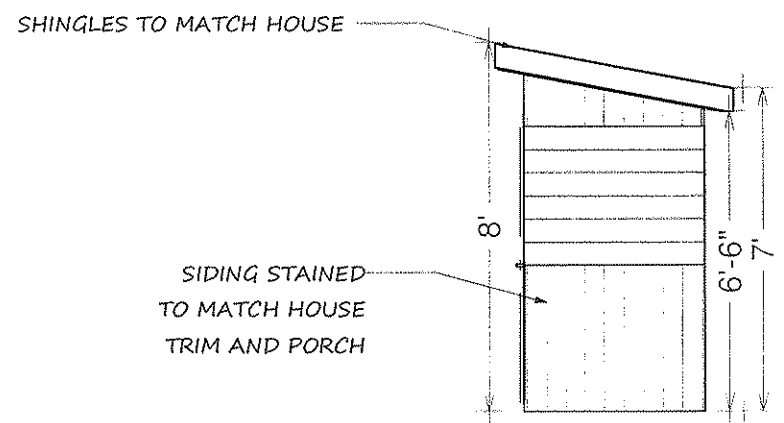 SHINGLES TO MATCH HOUSE
8'
6'-6"
7'
SIDING STAINED
TO MATCH HOUSE
TRIM AND PORCH